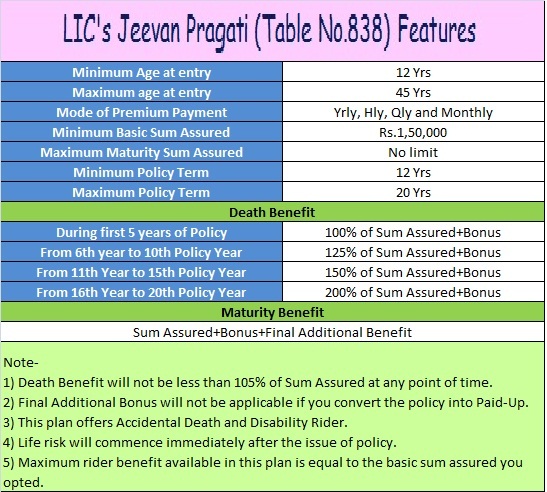 LIC's Jeevan Pragati (Table No.838) Features
Minimum Age at entry 12 Yrs
Maximum age at entry 45 Yrs
Mode of Premium Payment Yrly, Hly, Qly and Monthly
Minimum Basic Sum Assured Rs.1,50,000
Maximum Maturity Sum Assured No limit
Minimum Policy Term 12 Yrs
Maximum Policy Term 20 Yrs
Death Benefit
During first 5 years of Policy 100% of Sum Assured+Bonus
From 6th year to 10th Policy Year 125% of Sum Assured+Bonus
From 11th Year to 15th Policy Year 150% of Sum Assured+Bonus
From 16th Year to 20th Policy Year 200% of Sum Assured+Bonus
Maturity Benefit
Sum Assured+Bonus+Final Additional Benefit
Note-
1) Death Benefit will not be less than 105% of Sum Assured at any point of time.
2) Final Additional Bonus will not be applicable if you convert the policy into Paid-Up.
3) This plan offers Accidental Death and Disability Rider.
4) Life risk will commence immediately after the issue of policy.
5) Maximum rider benefit available in this plan is equal to the basic sum assured you
opted.